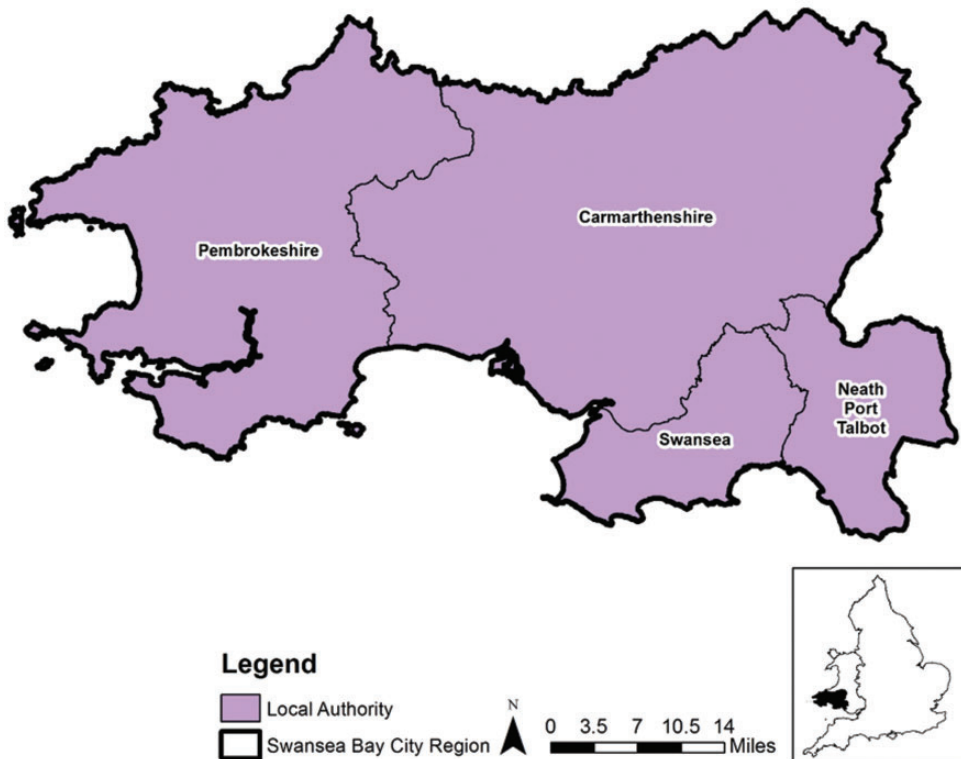 Carmarthenshire
Pembrokeshire
Neath
Port
Talbot
Swansea
Legend
Local Authority
Swansea Bay City Region
N
0 3.5 7 10.5 14
Miles